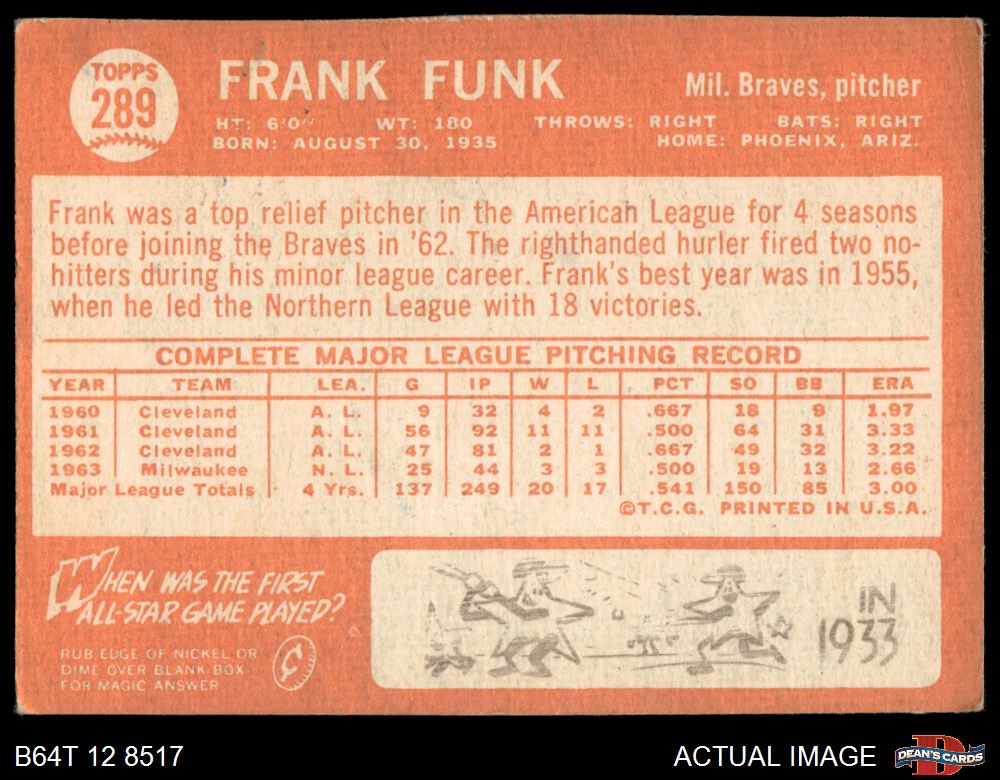 TOPPS
289
FRANK FUNK
Mil. Braves, pitcher
HT: 6'0" WT: 180 THROWS: RIGHT BATS: RIGHT
BORN: AUGUST 30, 1935 HOME: PHOENIX, ARIZ.
Frank was a top relief pitcher in the American League for 4 seasons
before joining the Braves in '62. The righthanded hurler fired two no-
hitters during his minor league career. Frank's best year was in 1955,
when he led the Northern League with 18 victories.
COMPLETE MAJOR LEAGUE PITCHING RECORD
YEAR TEAM LEA. G IP W L PCT SO BB ERA
1960 Cleveland A. L. 9 32 4 2 .667 18 9 1.97
1961 Cleveland A. L. 56 92 11 11 .500 64 31 3.33
1962 Cleveland A. L. 47 81 2 1 .667 49 32 3.22
1963 Milwaukee N. L. 25 44 3 3 .500 19 13 2.66
Major League Totals 4 Yrs. 137 249 20 17 .541 150 85 3.00
©T.C.G. PRINTED IN U.S.A.
WHEN WAS THE FIRST
ALL-STAR GAME PLAYED?
RUB EDGE OF NICKEL OR
DIME OVER BLANK BOX
FOR MAGIC ANSWER
¢
IN
1933
B64T 12 8517
ACTUAL IMAGE
D
DEAN'S CARDS